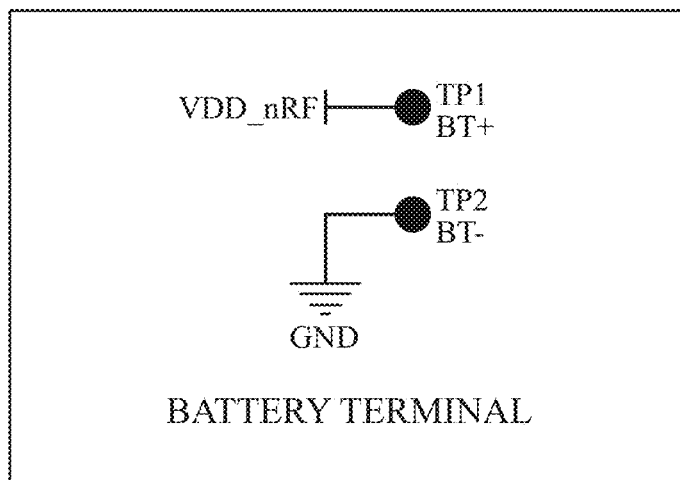 VDD_nRF
TP1
BT+
TP2
BT-
GND
BATTERY TERMINAL